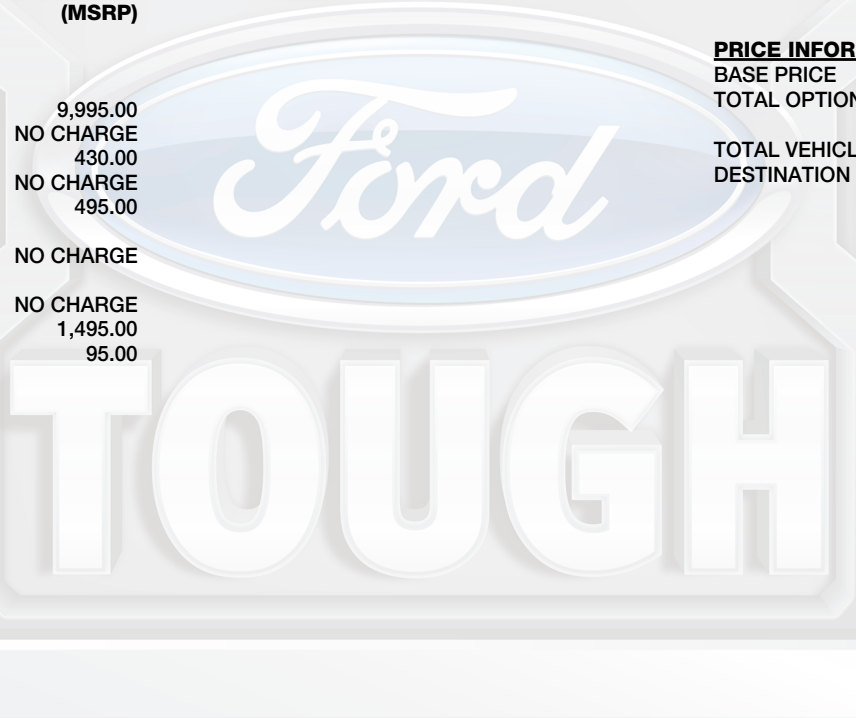 (MSRP)
9,995.00
NO CHARGE
430.00
NO CHARGE
495.00
NO CHARGE
NO CHARGE
1,495.00
95.00
PRICE INFOR
BASE PRICE
TOTAL OPTION
TOTAL VEHICL
DESTINATION
Ford
TOUGH